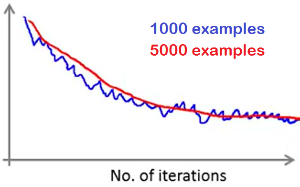 1000 examples
5000 examples
No. of iterations